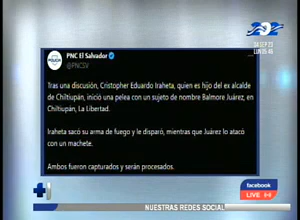 PNC El Salvador
@PNCSV
Tras una discusión, Cristopher Eduardo Iraheta, quien es hijo del ex alcalde
de Chiltiupán, inició una pelea con un sujeto de nombre Balmore Juárez, en
Chiltiupán, La Libertad.
Iraheta sacó su arma de fuego y le disparó, mientras que Juárez lo atacó
con un machete.
Ambos fueron capturados y serán procesados.
facebook
LIVE
NUESTRAS REDES SOCIAL